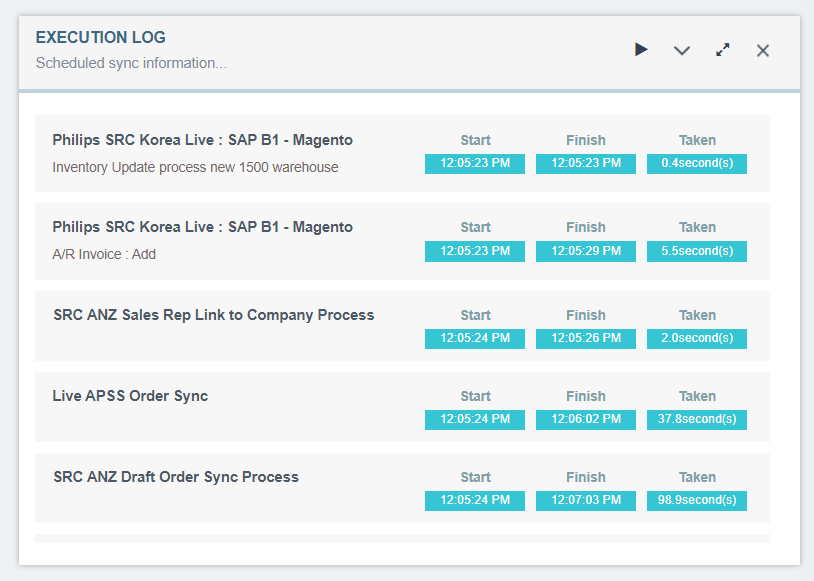 EXECUTION LOG
Scheduled sync information...
Philips SRC Korea Live : SAP B1 - Magento
Inventory Update process new 1500 warehouse
Start Finish Taken
12:05:23 PM 12:05:23 PM 0.4second(s)
Philips SRC Korea Live : SAP B1 - Magento
A/R Invoice : Add
Start Finish Taken
12:05:23 PM 12:05:29 PM 5.5second(s)
SRC ANZ Sales Rep Link to Company Process
Start Finish Taken
12:05:24 PM 12:05:26 PM 2.0second(s)
Live APSS Order Sync
Start Finish Taken
12:05:24 PM 12:06:02 PM 37.8second(s)
SRC ANZ Draft Order Sync Process
Start Finish Taken
12:05:24 PM 12:07:03 PM 98.9second(s)